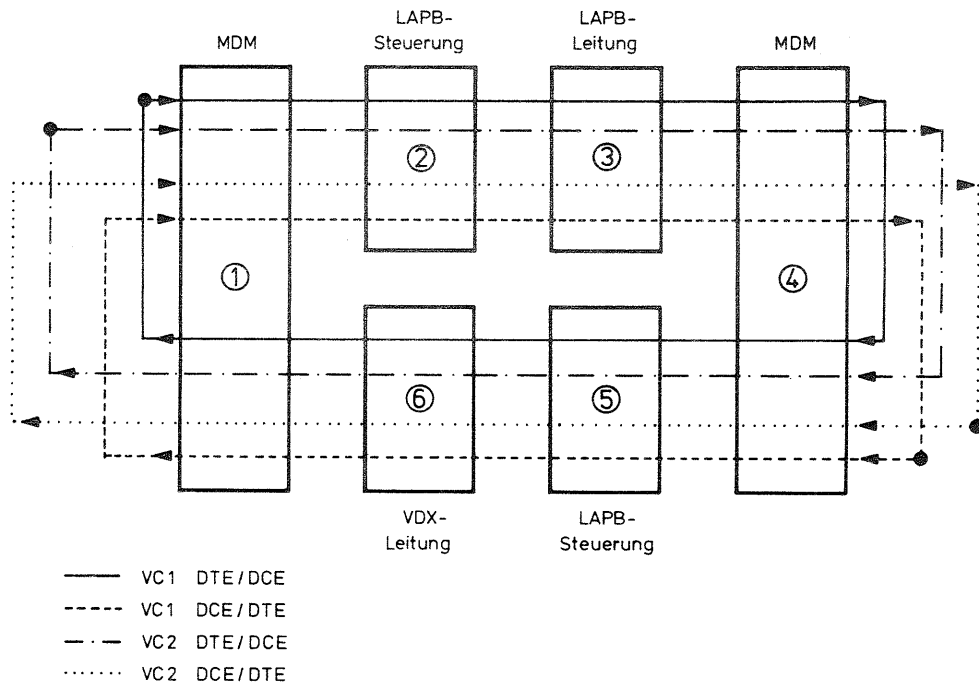 MDM
LAPB-
Steuerung
LAPB-
Leitung
MDM
②
③
①
④
⑥
⑤
VDX-
Leitung
LAPB-
Steuerung
VC1 DTE/DCE
VC1 DCE/DTE
VC2 DTE/DCE
VC2 DCE/DTE